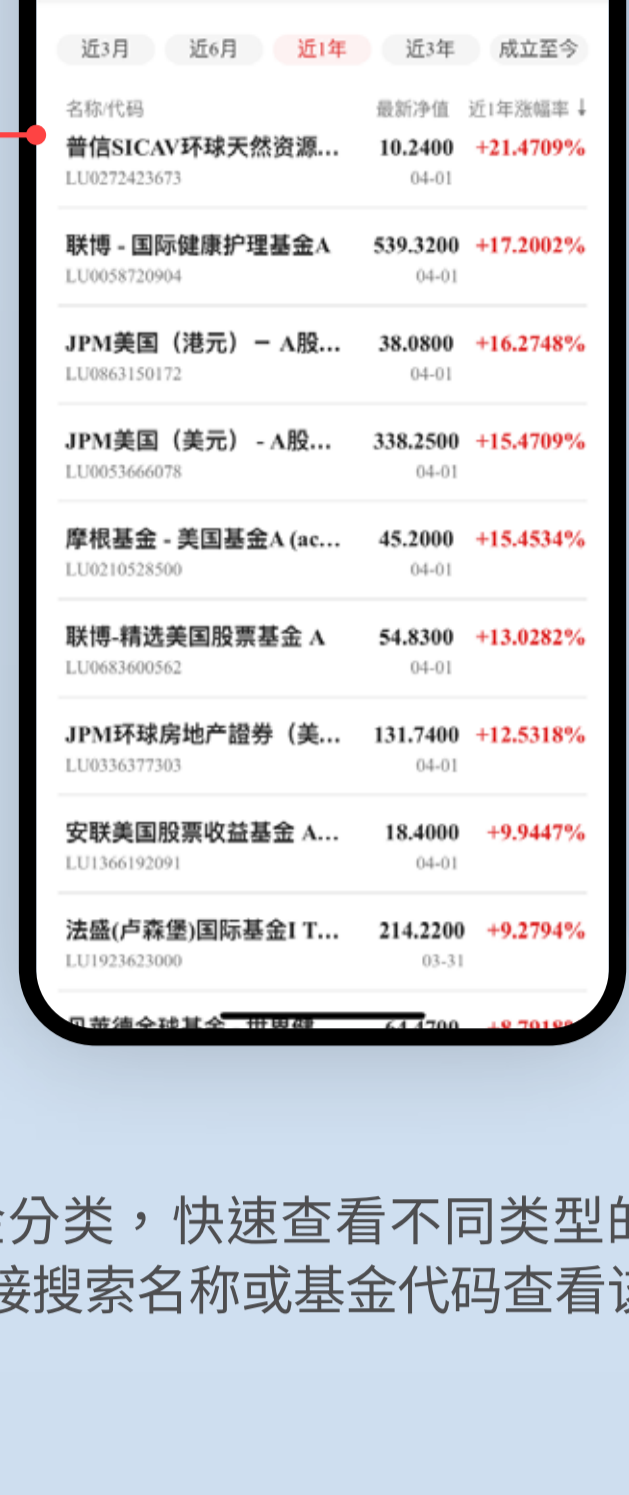 近3月 近6月 近1年 近3年 成立至今
名称/代码 最新净值 近1年涨幅率↓
普信SICAV环球天然资源... 10.2400 +21.4709%
LU0272423673 04-01
联博 - 国际健康护理基金A 539.3200 +17.2002%
LU0058720904 04-01
JPM美国（港元）－ A股... 38.0800 +16.2748%
LU0863150172 04-01
JPM美国（美元） - A股... 338.2500 +15.4709%
LU0053666078 04-01
摩根基金 - 美国基金A (ac... 45.2000 +15.4534%
LU0210528500 04-01
联博-精选美国股票基金 A 54.8300 +13.0282%
LU0683600562 04-01
JPM环球房地产證券（美... 131.7400 +12.5318%
LU0336377303 04-01
安联美国股票收益基金 A... 18.4000 +9.9447%
LU1366192091 04-01
法盛(卢森堡)国际基金I T... 214.2200 +9.2794%
LU1923623000 03-31
分类，快速查看不同类型的
接搜索名称或基金代码查看该